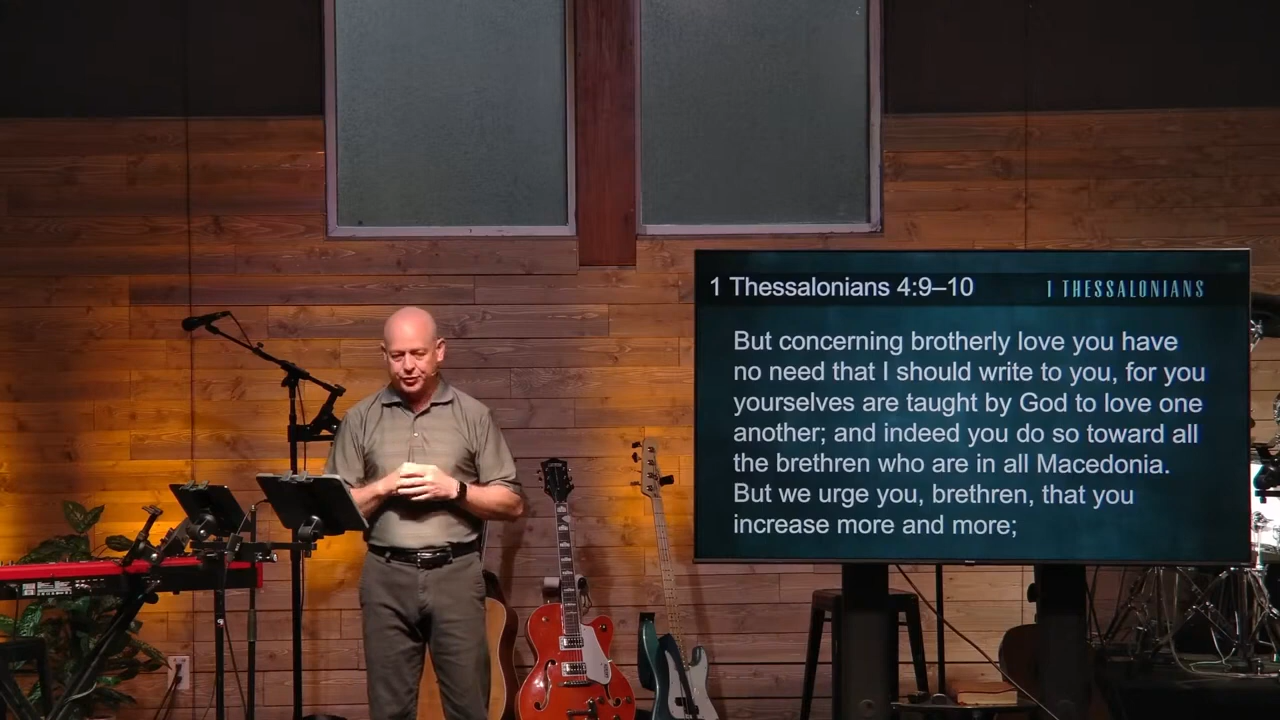 1 Thessalonians 4:9–10
1 THESSALONIANS
But concerning brotherly love you have
no need that I should write to you, for you
yourselves are taught by God to love one
another; and indeed you do so toward all
the brethren who are in all Macedonia.
But we urge you, brethren, that you
increase more and more;